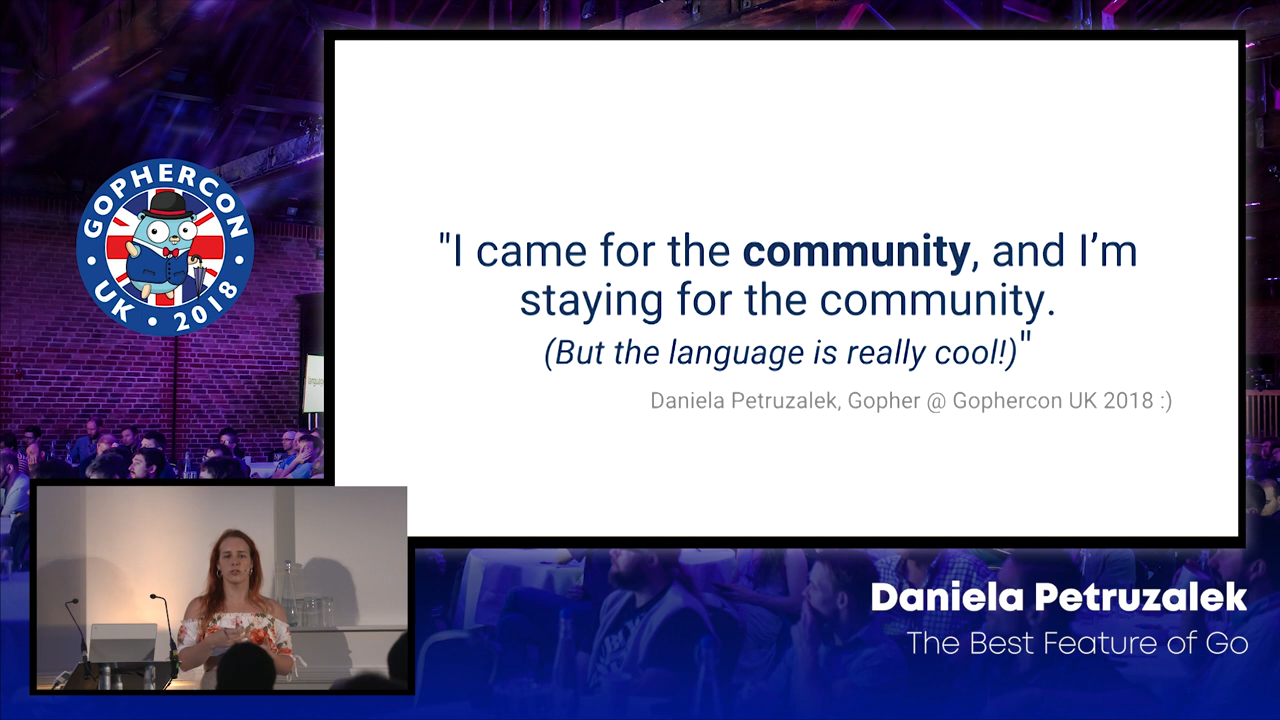 GOPHERCON
UK • 2018
"I came for the community, and I’m
staying for the community.
(But the language is really cool!)"
Daniela Petruzalek, Gopher @ Gophercon UK 2018 :)
Daniela Petruzalek
The Best Feature of Go